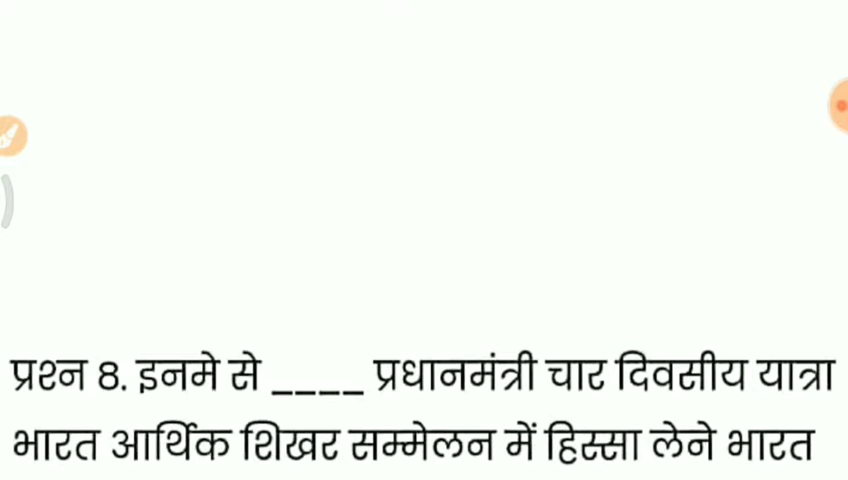 प्रश्न 8. इनमे से ____ प्रधानमंत्री चार दिवसीय यात्रा
भारत आर्थिक शिखर सम्मेलन में हिस्सा लेने भारत